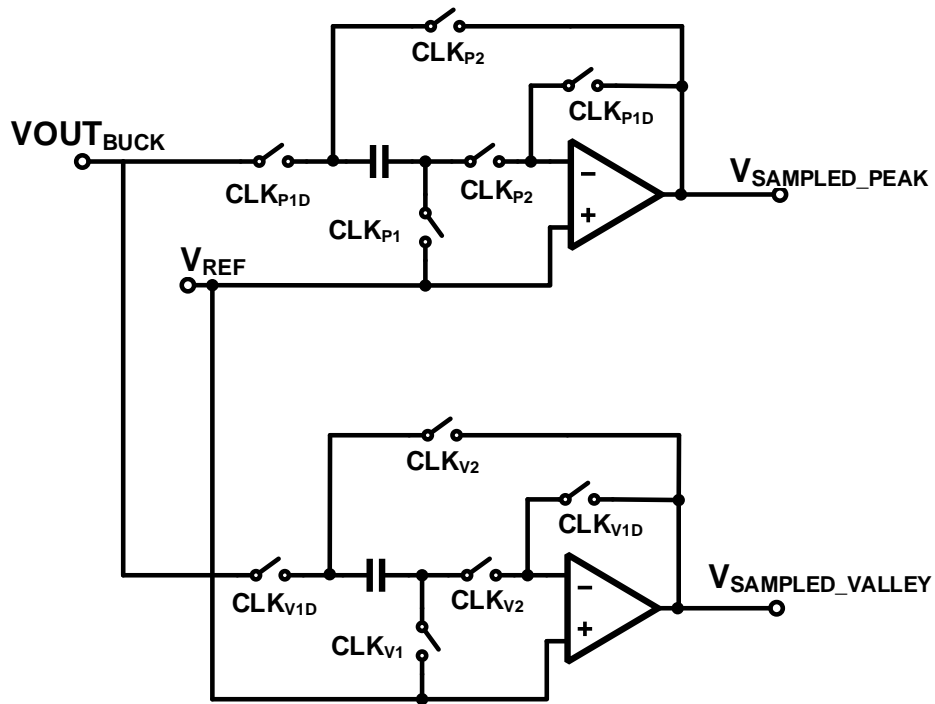 CLKP2
CLKP1D
VOUTBUCK
CLKP1D
CLKP2
VSAMPLED_PEAK
−
+
CLKP1
VREF
CLKV2
CLKV1D
CLKV1D
CLKV2
VSAMPLED_VALLEY
−
+
CLKV1